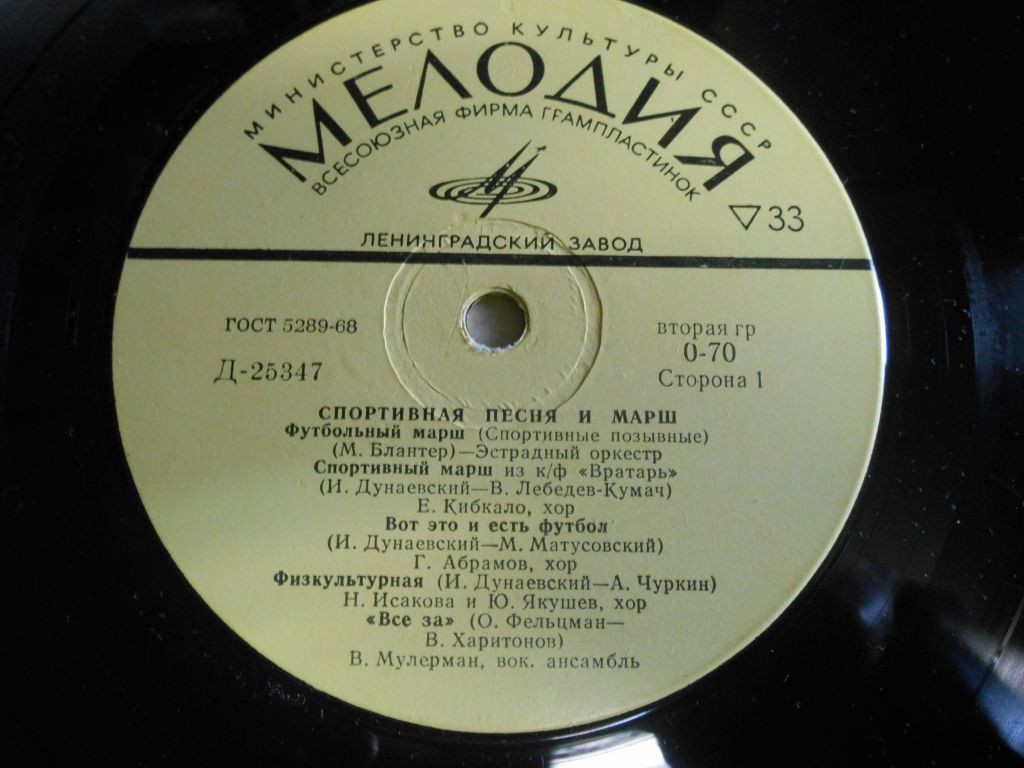 МИНИСТЕРСТВО КУЛЬТУРЫ СССР
МЕЛОДИЯ
ВСЕСОЮЗНАЯ ФИРМА ГРАМПЛАСТИНОК
▽33
ЛЕНИНГРАДСКИЙ ЗАВОД
ГОСТ 5289-68
вторая гр
0-70
Д-25347
Сторона 1
СПОРТИВНАЯ ПЕСНЯ И МАРШ
Футбольный марш (Спортивные позывные)
(М. Блантер)—Эстрадный оркестр
Спортивный марш из к/ф «Вратарь»
(И. Дунаевский—В. Лебедев-Кумач)
Е. Кибкало, хор
Вот это и есть футбол
(И. Дунаевский—М. Матусовский)
Г. Абрамов, хор
Физкультурная (И. Дунаевский—А. Чуркин)
Н. Исакова и Ю. Якушев, хор
«Все за» (О. Фельцман—
В. Харитонов)
В. Мулерман, вок. ансамбль